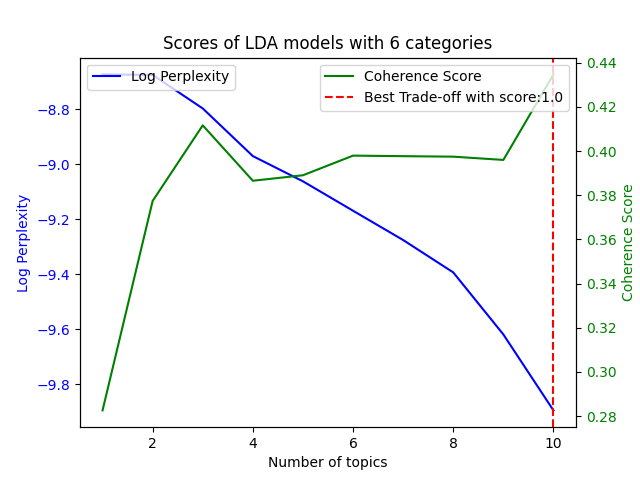 Scores of LDA models with 6 categories
Log Perplexity
Coherence Score
Best Trade-off with score:1.0
−8.8
−9.0
−9.2
−9.4
−9.6
−9.8
Log Perplexity
0.44
0.42
0.40
0.38
0.36
0.34
0.32
0.30
0.28
Coherence Score
2
4
6
8
10
Number of topics